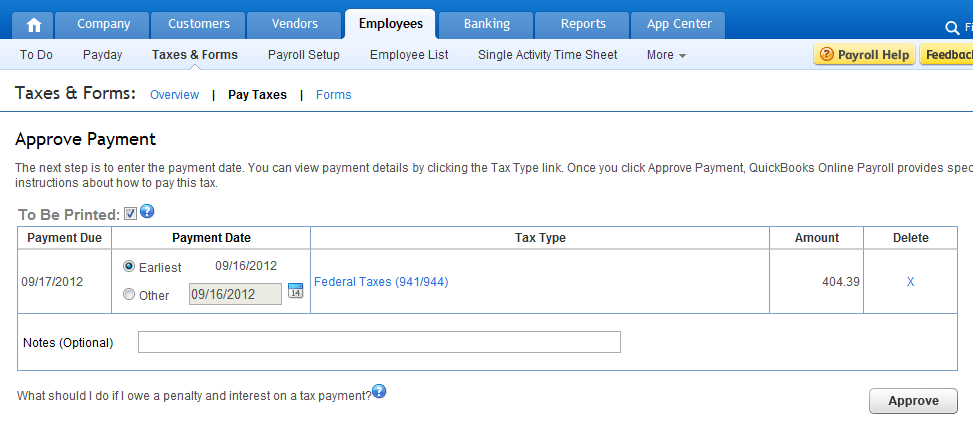 Company Customers Vendors Employees Banking Reports App Center
To Do Payday Taxes & Forms Payroll Setup Employee List Single Activity Time Sheet More Payroll Help Feedbac
Taxes & Forms: Overview | Pay Taxes | Forms
Approve Payment
The next step is to enter the payment date. You can view payment details by clicking the Tax Type link. Once you click Approve Payment, QuickBooks Online Payroll provides spec
instructions about how to pay this tax.
To Be Printed:
Payment Due Payment Date Tax Type Amount Delete
Earliest 09/16/2012
09/17/2012 Federal Taxes (941/944) 404.39 X
Other 09/16/2012 14
Notes (Optional)
What should I do if I owe a penalty and interest on a tax payment? ?
Approve